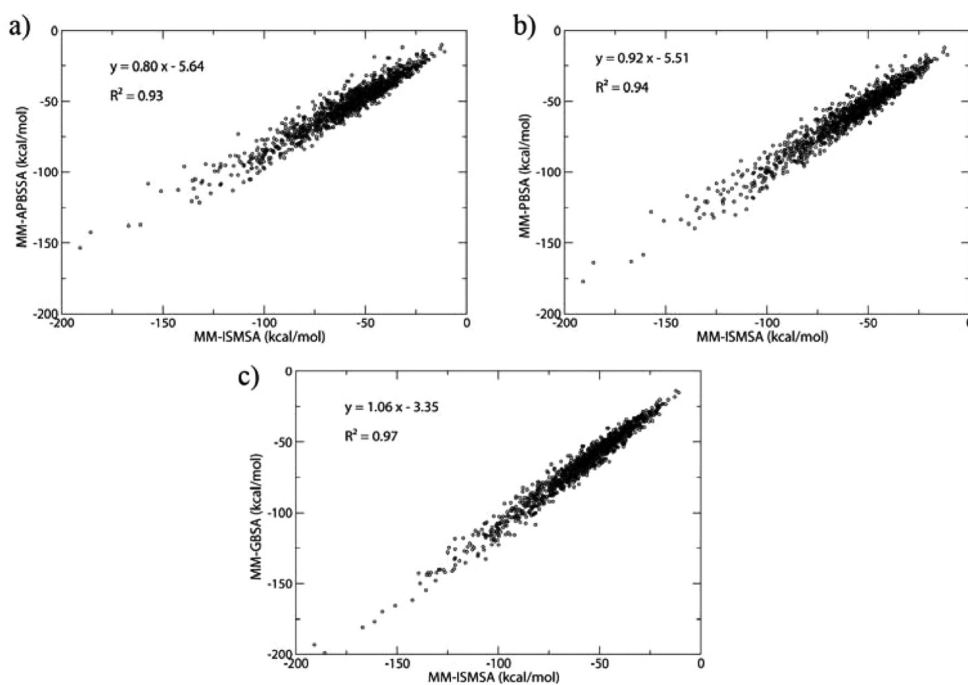 a)
y = 0.80 x - 5.64
R² = 0.93
0
-50
-100
-150
-200
MM-APBSSA (kcal/mol)
-200 -150 -100 -50 0
MM-ISMSA (kcal/mol)
b)
y = 0.92 x - 5.51
R² = 0.94
0
-50
-100
-150
-200
MM-PBSA (kcal/mol)
-200 -150 -100 -50 0
MM-ISMSA (kcal/mol)
c)
y = 1.06 x - 3.35
R² = 0.97
0
-50
-100
-150
-200
MM-GBSA (kcal/mol)
-200 -150 -100 -50 0
MM-ISMSA (kcal/mol)